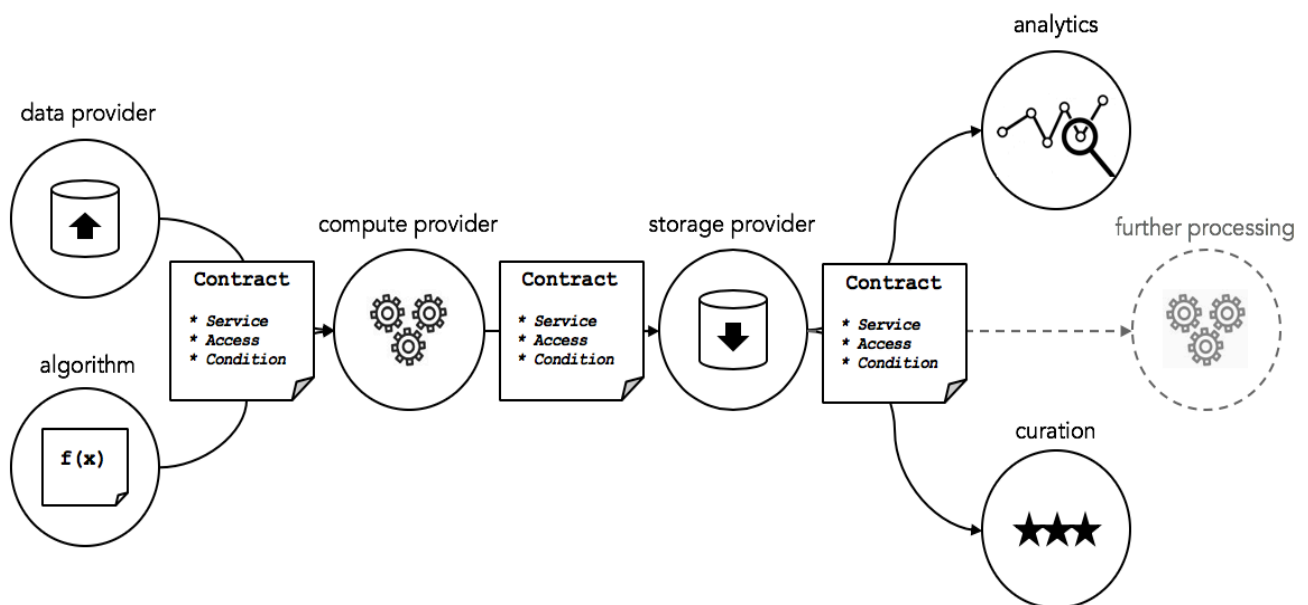 analytics
data provider
compute provider
storage provider
further processing
Contract
* Service
* Access
* Condition
Contract
* Service
* Access
* Condition
Contract
* Service
* Access
* Condition
algorithm
f(x)
curation